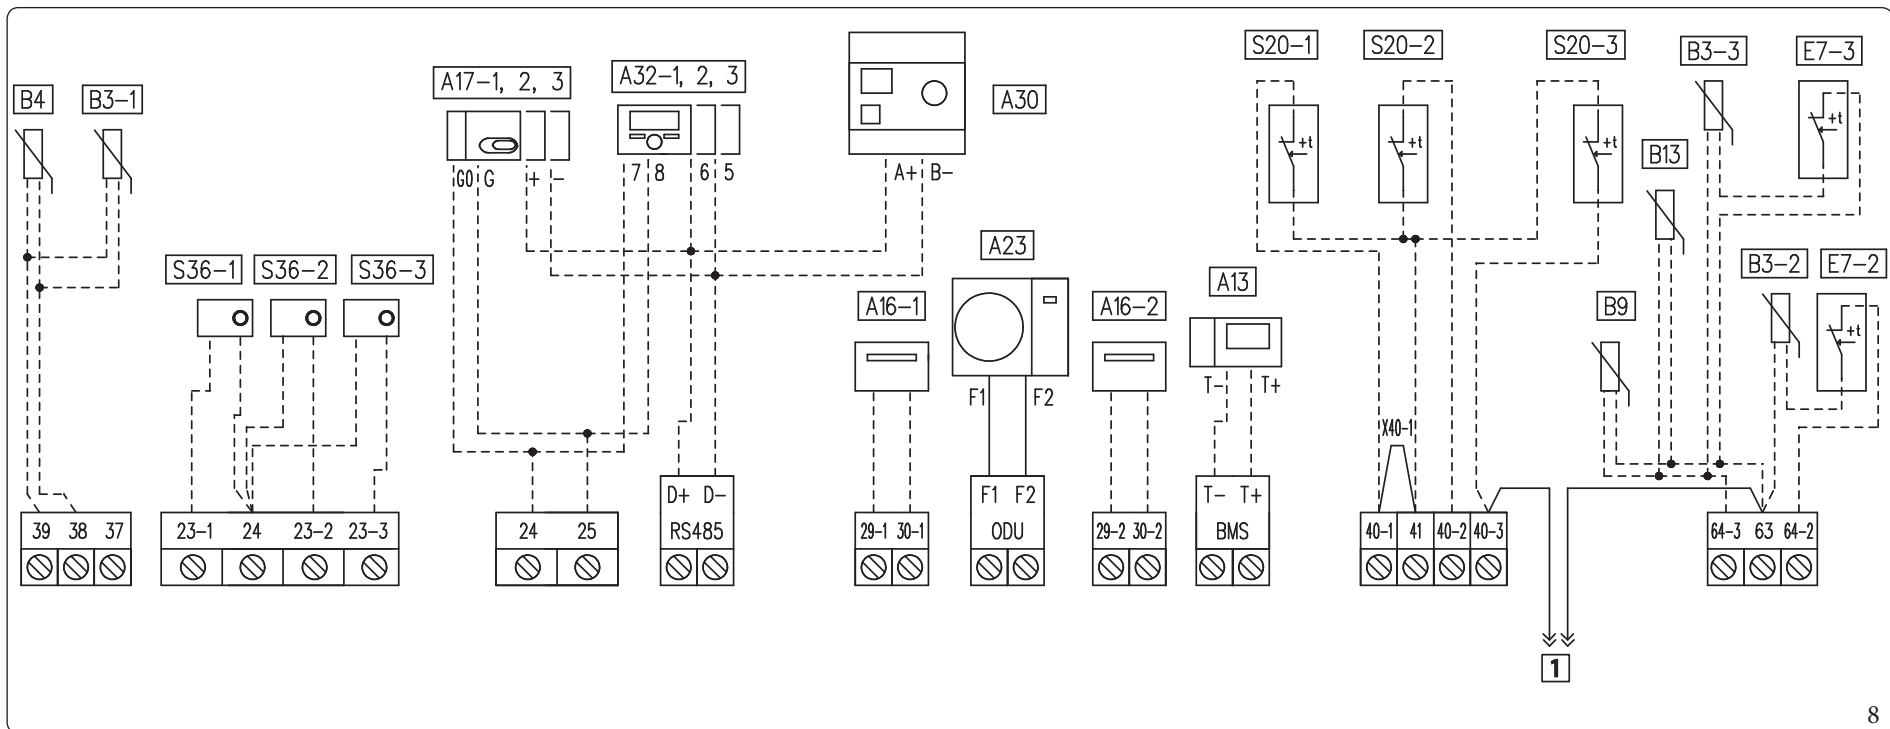 S20-1 S20-2 S20-3 B3-3 E7-3
A17-1, 2, 3 A32-1, 2, 3 A30
B4 B3-1
+t +t +t +t
B13
G0 G + - 7 8 6 5 A+ B-
A23
S36-1 S36-2 S36-3
B3-2 E7-2
A13
A16-1 A16-2 B9
+t
T- T+
F1 F2
X40-1
D+ D- F1 F2 T- T+
39 38 37 23-1 24 23-2 23-3 24 25 RS485 29-1 30-1 ODU 29-2 30-2 BMS 40-1 41 40-2 40-3 64-3 63 64-2
1
8